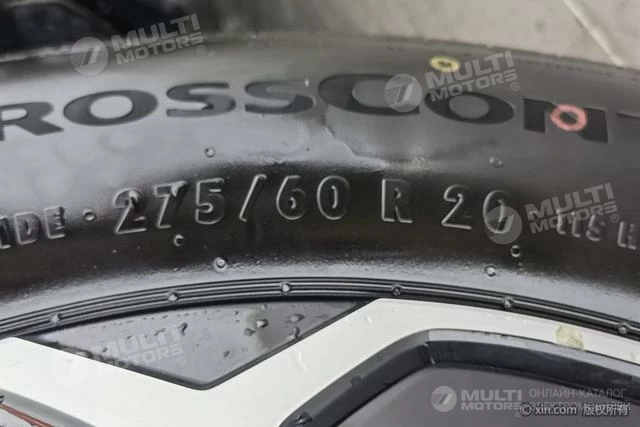 MULTI MOTORS
MULTI MOTORS
ROSSCONT
IDE · 275/60 R 20 115 H
MULTI MOTORS
MULTI MOTORS
MULTI MOTORS
ОНЛАЙН-КАТАЛОГ
ЭЛЕКТРОМОБИЛЕЙ
© xin.com 版权所有